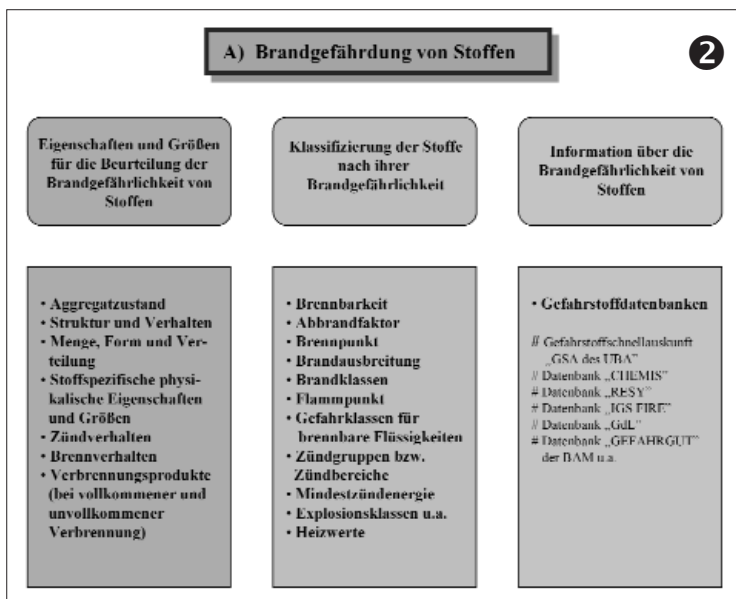 A) Brandgefährdung von Stoffen
❷
Eigenschaften und Größen
für die Beurteilung der
Brandgefährlichkeit von
Stoffen
Klassifizierung der Stoffe
nach ihrer
Brandgefährlichkeit
Information über die
Brandgefährlichkeit von
Stoffen
• Aggregatzustand
• Struktur und Verhalten
• Menge, Form und Ver-
teilung
• Stoffspezifische physi-
kalische Eigenschaften
und Größen
• Zündverhalten
• Brennverhalten
• Verbrennungsprodukte
(bei vollkommener und
unvollkommener
Verbrennung)
• Brennbarkeit
• Abbrandfaktor
• Brennpunkt
• Brandausbreitung
• Brandklassen
• Flammpunkt
• Gefahrklassen für
brennbare Flüssigkeiten
• Zündgruppen bzw.
Zündbereiche
• Mindestzündenergie
• Explosionsklassen u.a.
• Heizwerte
• Gefahrstoffdatenbanken
# Gefahrstoffschnellauskunft
„GSA des UBA”
# Datenbank „CHEMIS”
# Datenbank „RESY”
# Datenbank „IGS FIRE”
# Datenbank „GdL”
# Datenbank „GEFAHRGUT”
der BAM u.a.